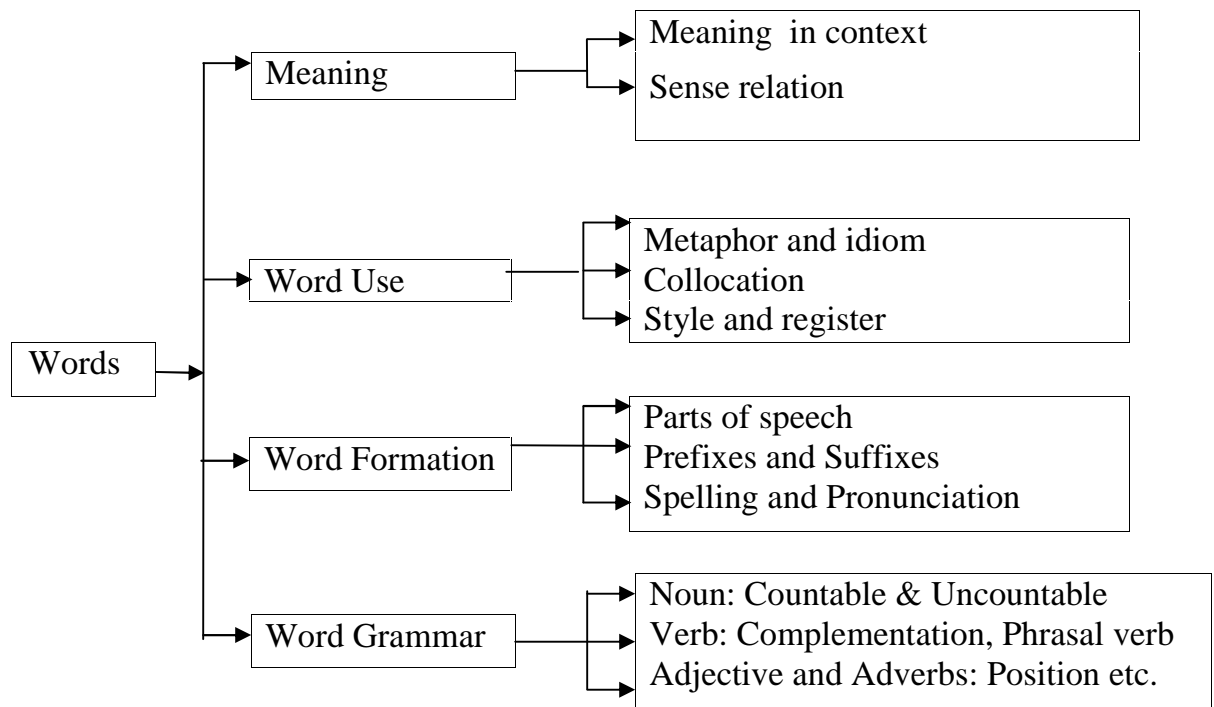 Words
Meaning
Meaning in context
Sense relation
Word Use
Metaphor and idiom
Collocation
Style and register
Word Formation
Parts of speech
Prefixes and Suffixes
Spelling and Pronunciation
Word Grammar
Noun: Countable & Uncountable
Verb: Complementation, Phrasal verb
Adjective and Adverbs: Position etc.